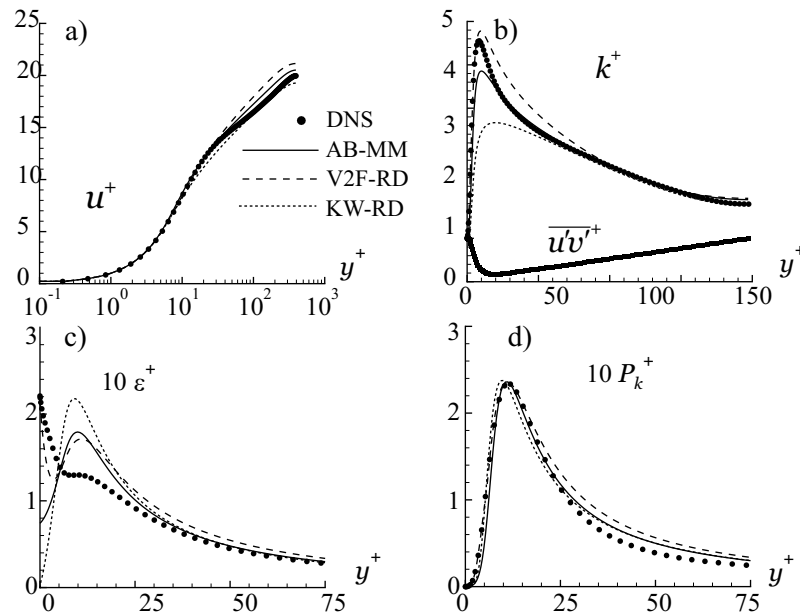 25
20
15
10
5
0
a)
u⁺
DNS
AB-MM
V2F-RD
KW-RD
y⁺
10⁻¹ 10⁰ 10¹ 10² 10³
5
4
3
2
1
0
b)
k⁺
u'v'⁺
y⁺
0 50 100 150
3
2
1
0
c)
10 ε⁺
y⁺
0 25 50 75
3
2
1
0
d)
10 Pₖ⁺
y⁺
0 25 50 75